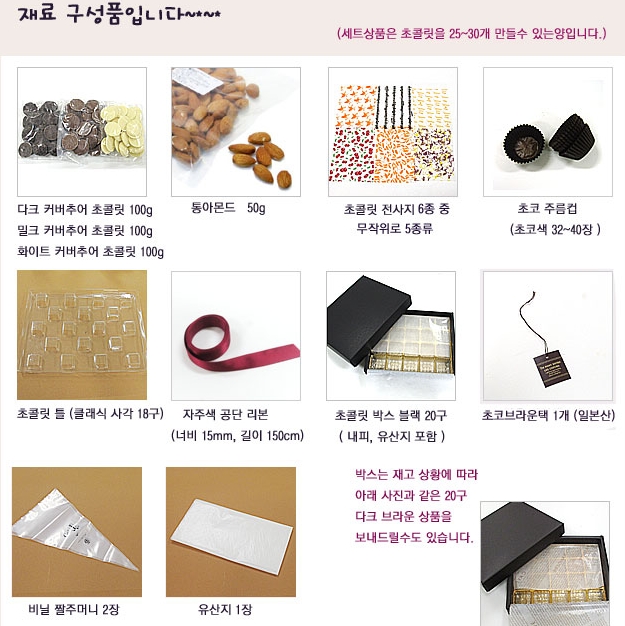 재료 구성품입니다~*~*~
(세트상품은 초콜릿을 25~30개 만들수 있는양입니다.)
다크 커버추어 초콜릿 100g
밀크 커버추어 초콜릿 100g
화이트 커버추어 초콜릿 100g
통아몬드 50g
초콜릿 전사지 6종 중
무작위로 5종류
초코 주름컵
(초코색 32~40장 )
초콜릿 틀 (클래식 사각 18구)
자주색 공단 리본
(너비 15mm, 길이 150cm)
초콜릿 박스 블랙 20구
( 내피, 유산지 포함 )
초코브라운택 1개 (일본산)
비닐 짤주머니 2장
유산지 1장
박스는 재고 상황에 따라
아래 사진과 같은 20구
다크 브라운 상품을
보내드릴수도 있습니다.